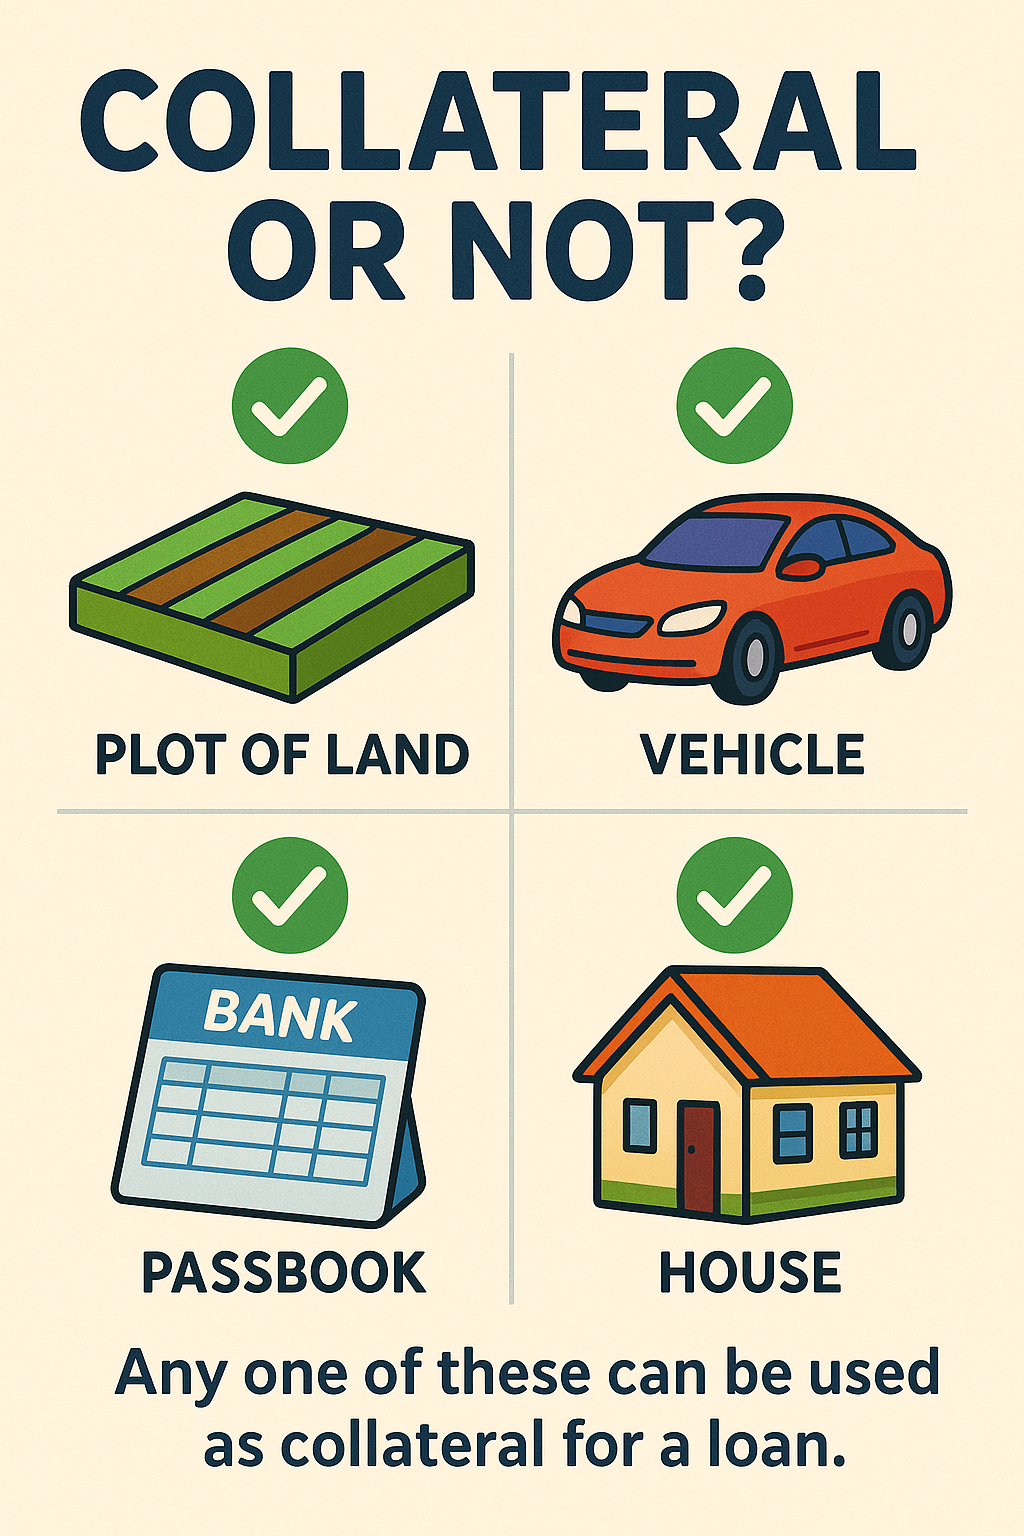 COLLATERAL
OR NOT?
PLOT OF LAND
VEHICLE
BANK
PASSBOOK
HOUSE
Any one of these can be used
as collateral for a loan.